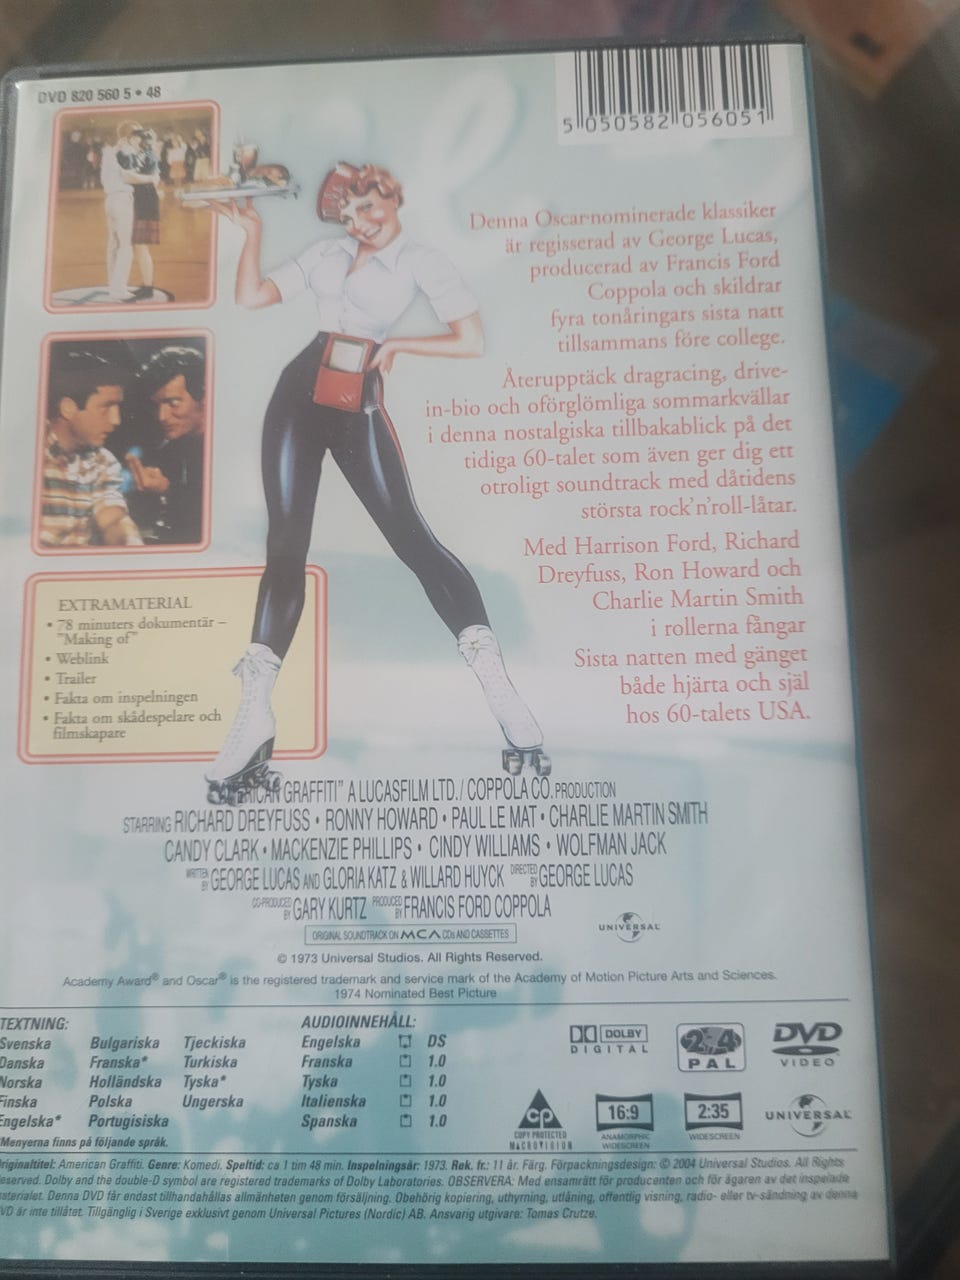 DVD 820 560 5 • 48
5 050582 056051
Denna Oscarnominerade klassiker
är regisserad av George Lucas,
producerad av Francis Ford
Coppola och skildrar
fyra tonåringars sista natt
tillsammans före college.
Återupptäck dragracing, drive-
in-bio och oförglömliga sommarkvällar
i denna nostalgiska tillbakablick på det
tidiga 60-talet som även ger dig ett
otroligt soundtrack med dåtidens
största rock'n'roll-låtar.
Med Harrison Ford, Richard
Dreyfuss, Ron Howard och
Charlie Martin Smith
i rollerna fångar
Sista natten med gänget
både hjärta och själ
hos 60-talets USA.
EXTRAMATERIAL
• 78 minuters dokumentär –
"Making of"
• Weblink
• Trailer
• Fakta om inspelningen
• Fakta om skådespelare och
filmskapare
GRAFFITI" A LUCASFILM LTD./ COPPOLA CO. PRODUCTION
STARRING RICHARD DREYFUSS • RONNY HOWARD • PAUL LE MAT • CHARLIE MARTIN SMITH
CANDY CLARK • MACKENZIE PHILLIPS • CINDY WILLIAMS • WOLFMAN JACK
WRITTEN BY GEORGE LUCAS AND GLORIA KATZ & WILLARD HUYCK DIRECTED BY GEORGE LUCAS
CO-PRODUCED BY GARY KURTZ PRODUCED BY FRANCIS FORD COPPOLA
ORIGINAL SOUNDTRACK ON MCA CDs AND CASSETTES
UNIVERSAL
© 1973 Universal Studios. All Rights Reserved.
Academy Award® and Oscar® is the registered trademark and service mark of the Academy of Motion Picture Arts and Sciences.
1974 Nominated Best Picture
TEXTNING:
Svenska Bulgariska Tjeckiska
Danska Franska* Turkiska
Norska Holländska Tyska*
Finska Polska Ungerska
Engelska* Portugisiska
*Menyerna finns på följande språk.
AUDIOINNEHÅLL:
Engelska DS
Franska 1.0
Tyska 1.0
Italienska 1.0
Spanska 1.0
DOLBY
DIGITAL
2 4
PAL
DVD
VIDEO
CP
COPY PROTECTED
MACROVISION
16:9
ANAMORPHIC
WIDESCREEN
2:35
WIDESCREEN
UNIVERSAL
Originaltitel: American Graffiti. Genre: Komedi. Speltid: ca 1 tim 48 min. Inspelningsår: 1973. Rek. fr.: 11 år. Färg. Förpackningsdesign: © 2004 Universal Studios. All Rights
Reserved. Dolby and the double-D symbol are registered trademarks of Dolby Laboratories. OBSERVERA: Med ensamrätt för producenten och för ägaren av det inspelade
materialet. Denna DVD får endast tillhandahållas allmänheten genom försäljning. Obehörig kopiering, uthyrning, utlåning, offentlig visning, radio- eller tv-sändning av denna
DVD är inte tillåtet. Tillgänglig i Sverige exklusivt genom Universal Pictures (Nordic) AB. Ansvarig utgivare: Tomas Crutze.